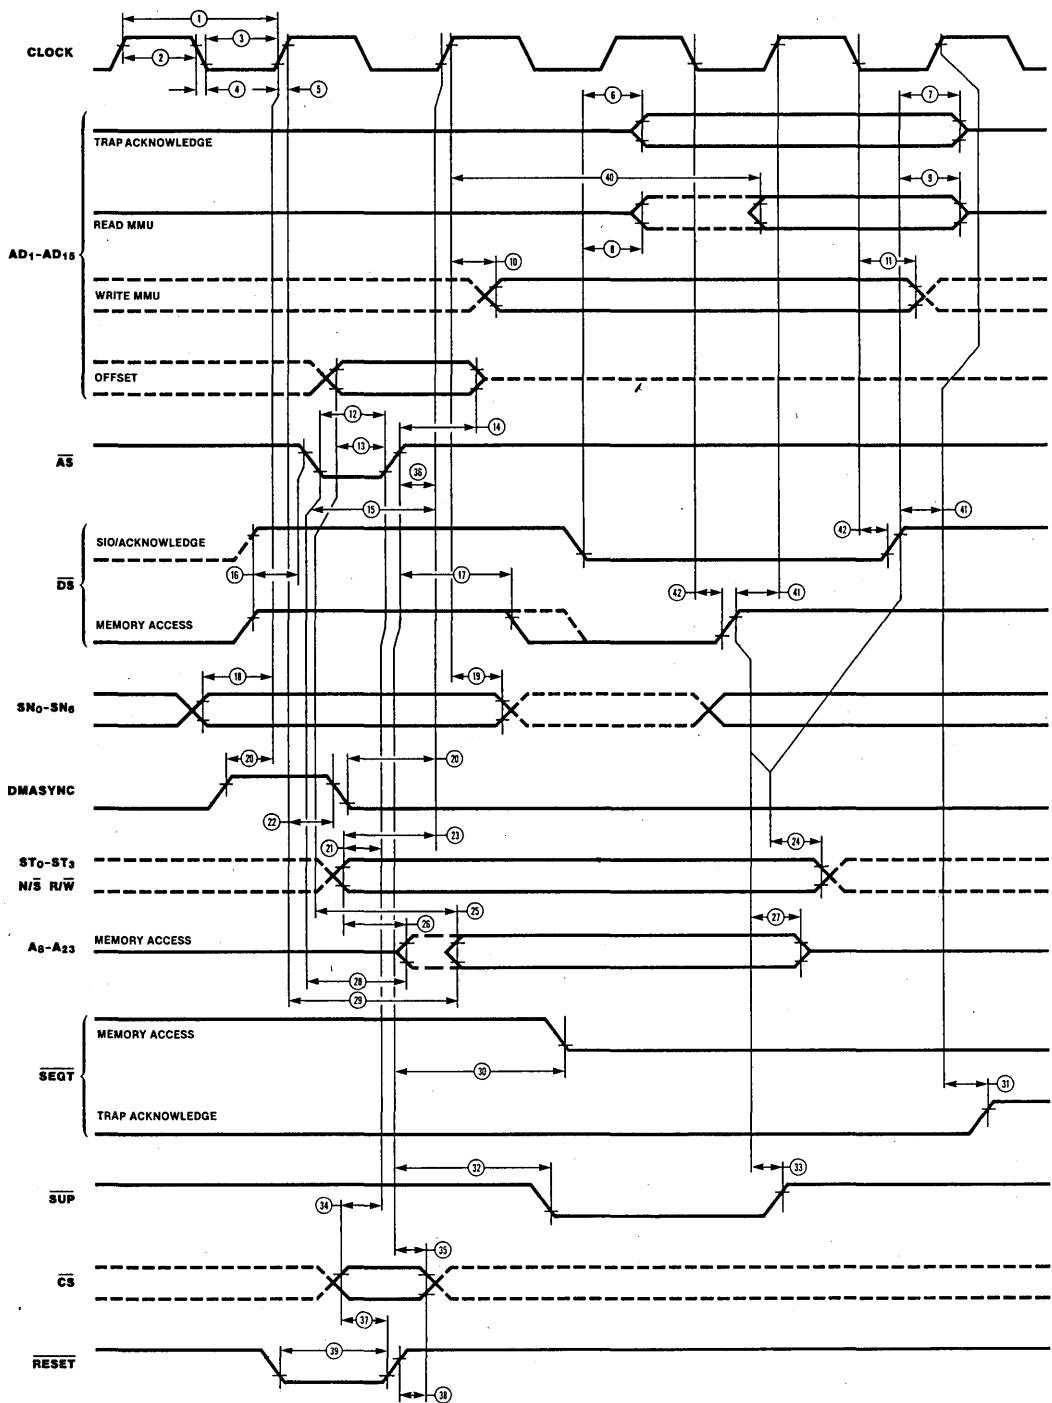 1
CLOCK
3
2
4
5
6
7
TRAP ACKNOWLEDGE
40
9
READ MMU
8
AD1–AD15
10
11
WRITE MMU
OFFSET
12
14
13
AS
36
15
41
SIO/ACKNOWLEDGE
42
DS
16
17
42
41
MEMORY ACCESS
18
19
SN0–SN6
20
20
DMASYNC
22
23
21
24
ST0–ST3
N/S R/W
25
26
27
A8–A23
MEMORY ACCESS
28
29
MEMORY ACCESS
SEGT
30
31
TRAP ACKNOWLEDGE
32
33
SUP
34
35
CS
37
39
RESET
38